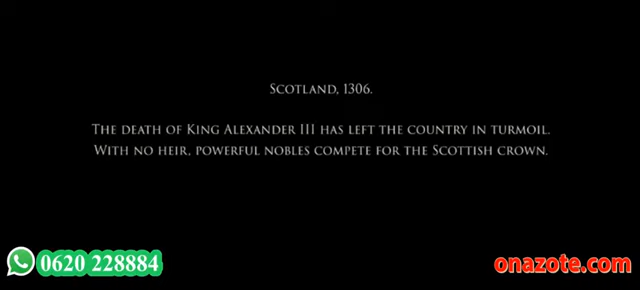 SCOTLAND, 1306.
THE DEATH OF KING ALEXANDER III HAS LEFT THE COUNTRY IN TURMOIL.
WITH NO HEIR, POWERFUL NOBLES COMPETE FOR THE SCOTTISH CROWN.
0620 228884
onazote.com